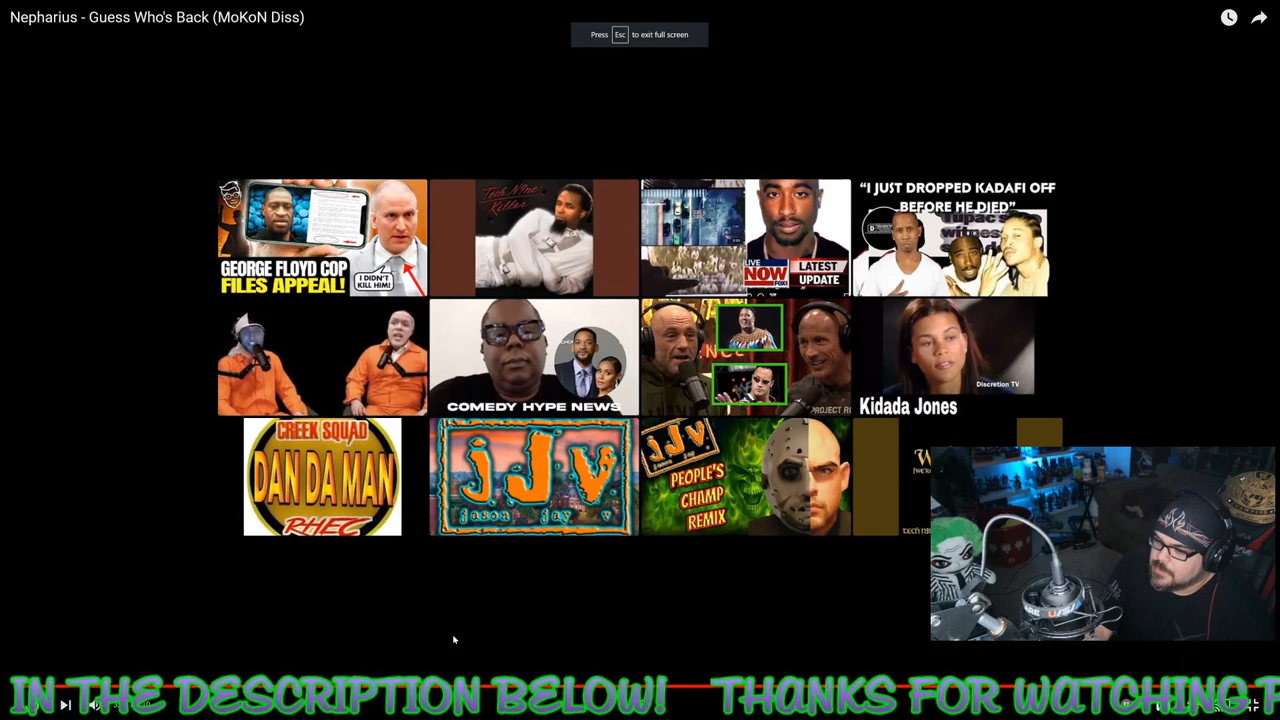 Nepharius - Guess Who's Back (MoKoN Diss)
Press Esc to exit full screen
GEORGE FLOYD COP
FILES APPEAL!
I DIDN'T
KILL HIM!
Tech N9ne
Killer
LIVE
NOW
FOX
LATEST
UPDATE
“I JUST DROPPED KADAFI OFF
BEFORE HE DIED”
COMEDY HYPE NEWS
Discretion TV
Kidada Jones
CREEK SQUAD
DAN DA MAN
RHEC
jJv
jason jay v
jJv
PEOPLE'S
CHAMP
REMIX
IN THE DESCRIPTION BELOW! THANKS FOR WATCHING T